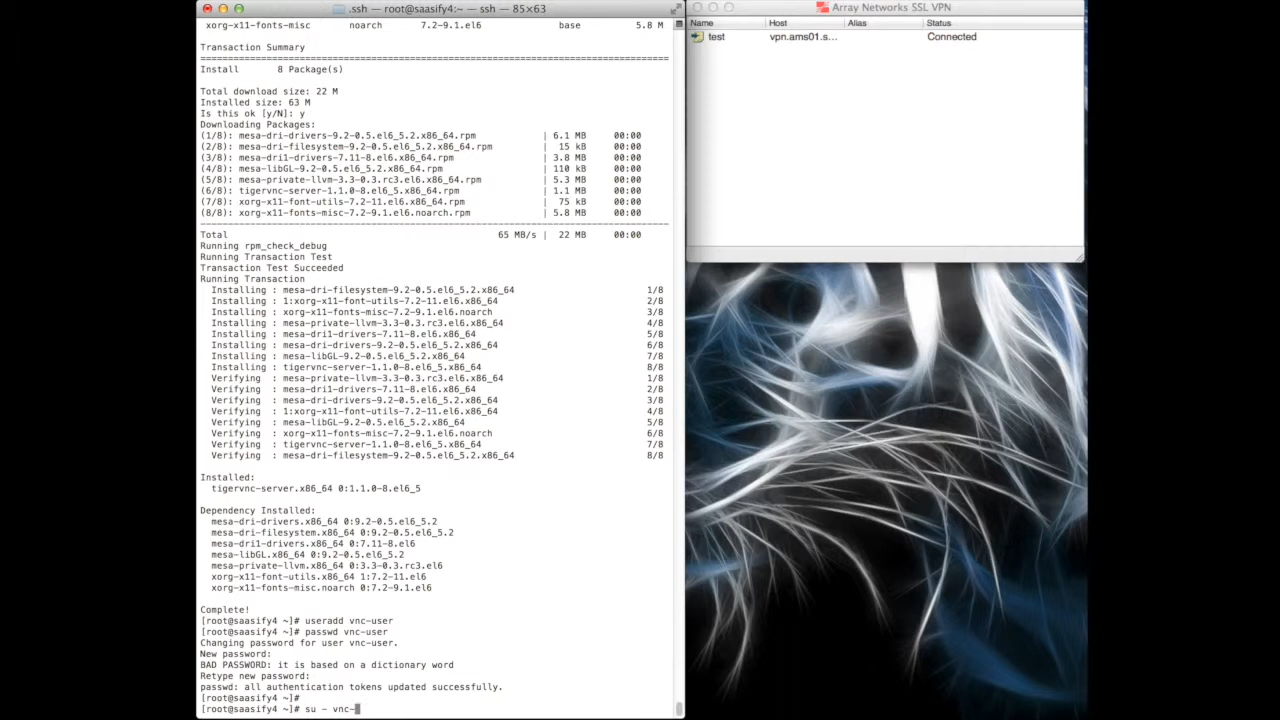 .ssh — root@saasify4:~ — ssh — 85×63
xorg-x11-fonts-misc noarch 7.2-9.1.el6 base 5.8 M
Transaction Summary
================================================================================
Install 8 Package(s)
Total download size: 22 M
Installed size: 63 M
Is this ok [y/N]: y
Downloading Packages:
(1/8): mesa-dri-drivers-9.2-0.5.el6_5.2.x86_64.rpm | 6.1 MB 00:00
(2/8): mesa-dri-filesystem-9.2-0.5.el6_5.2.x86_64.rpm | 15 kB 00:00
(3/8): mesa-dri1-drivers-7.11-8.el6.x86_64.rpm | 3.8 MB 00:00
(4/8): mesa-libGL-9.2-0.5.el6_5.2.x86_64.rpm | 110 kB 00:00
(5/8): mesa-private-llvm-3.3-0.3.rc3.el6.x86_64.rpm | 5.3 MB 00:00
(6/8): tigervnc-server-1.1.0-8.el6_5.x86_64.rpm | 1.1 MB 00:00
(7/8): xorg-x11-font-utils-7.2-11.el6.x86_64.rpm | 75 kB 00:00
(8/8): xorg-x11-fonts-misc-7.2-9.1.el6.noarch.rpm | 5.8 MB 00:00
--------------------------------------------------------------------------------
Total 65 MB/s | 22 MB 00:00
Running rpm_check_debug
Running Transaction Test
Transaction Test Succeeded
Running Transaction
Installing : mesa-dri-filesystem-9.2-0.5.el6_5.2.x86_64 1/8
Installing : 1:xorg-x11-font-utils-7.2-11.el6.x86_64 2/8
Installing : xorg-x11-fonts-misc-7.2-9.1.el6.noarch 3/8
Installing : mesa-private-llvm-3.3-0.3.rc3.el6.x86_64 4/8
Installing : mesa-dri1-drivers-7.11-8.el6.x86_64 5/8
Installing : mesa-dri-drivers-9.2-0.5.el6_5.2.x86_64 6/8
Installing : mesa-libGL-9.2-0.5.el6_5.2.x86_64 7/8
Installing : tigervnc-server-1.1.0-8.el6_5.x86_64 8/8
Verifying : mesa-private-llvm-3.3-0.3.rc3.el6.x86_64 1/8
Verifying : mesa-dri1-drivers-7.11-8.el6.x86_64 2/8
Verifying : mesa-dri-drivers-9.2-0.5.el6_5.2.x86_64 3/8
Verifying : 1:xorg-x11-font-utils-7.2-11.el6.x86_64 4/8
Verifying : mesa-libGL-9.2-0.5.el6_5.2.x86_64 5/8
Verifying : xorg-x11-fonts-misc-7.2-9.1.el6.noarch 6/8
Verifying : tigervnc-server-1.1.0-8.el6_5.x86_64 7/8
Verifying : mesa-dri-filesystem-9.2-0.5.el6_5.2.x86_64 8/8
Installed:
tigervnc-server.x86_64 0:1.1.0-8.el6_5
Dependency Installed:
mesa-dri-drivers.x86_64 0:9.2-0.5.el6_5.2
mesa-dri-filesystem.x86_64 0:9.2-0.5.el6_5.2
mesa-dri1-drivers.x86_64 0:7.11-8.el6
mesa-libGL.x86_64 0:9.2-0.5.el6_5.2
mesa-private-llvm.x86_64 0:3.3-0.3.rc3.el6
xorg-x11-font-utils.x86_64 1:7.2-11.el6
xorg-x11-fonts-misc.noarch 0:7.2-9.1.el6
Complete!
[root@saasify4 ~]# useradd vnc-user
[root@saasify4 ~]# passwd vnc-user
Changing password for user vnc-user.
New password:
BAD PASSWORD: it is based on a dictionary word
Retype new password:
passwd: all authentication tokens updated successfully.
[root@saasify4 ~]#
[root@saasify4 ~]# su - vnc-
Array Networks SSL VPN
Name Host Alias Status
test vpn.ams01.s... Connected